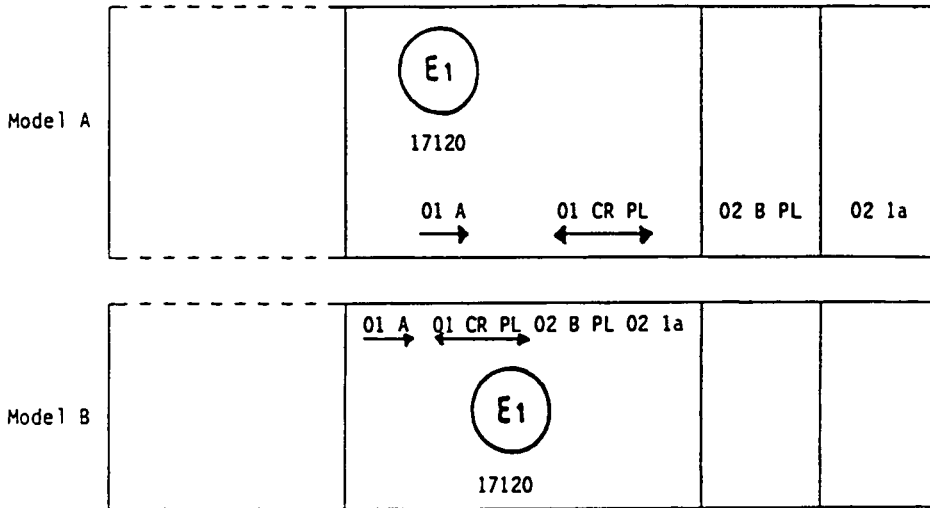 E1
Model A
17120
01 A 01 CR PL 02 B PL 02 1a
01 A 01 CR PL 02 B PL 02 1a
Model B
E1
17120